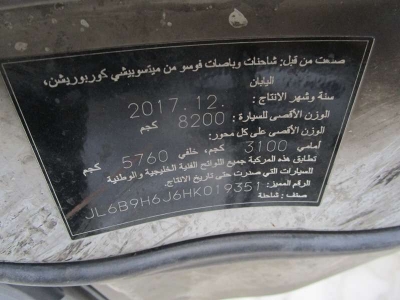 صنعت من قبل: شاحنات وباصات فوسو من ميتسوبيشي كوربوريشن،
اليابان
سنة وشهر الانتاج : 2017.12.
الوزن الأقصى للسيارة : 8200 كجم
الوزن الأقصى على كل محور:
أمامي 3100 كجم، خلفي 5760 كجم
تطابق هذه المركبة جميع اللوائح الفنية الخليجية والوطنية
للسيارات التي صدرت حتى تاريخ الانتاج.
الرقم المميز: JL6B9H6J6HK019351
صنف : شاحنة